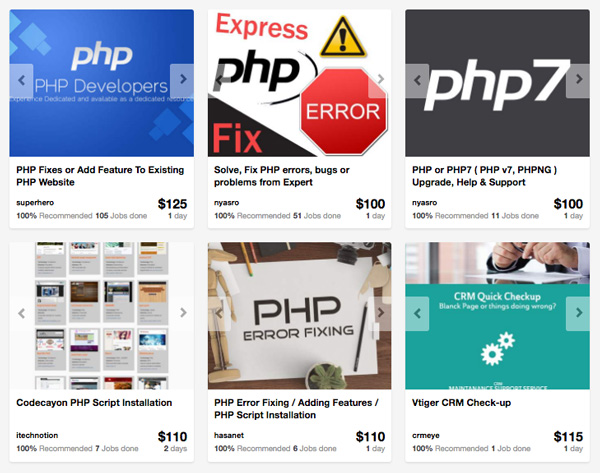 php
PHP Developers
Experience Dedicated and available as a dedicated resource
PHP Fixes or Add Feature To Existing
PHP Website
superhero
$125
100% Recommended 105 Jobs done
1 day
Express
php
ERROR
Fix
Solve, Fix PHP errors, bugs or
problems from Expert
nyasro
$100
100% Recommended 51 Jobs done
1 day
php7
PHP or PHP7 ( PHP v7, PHPNG )
Upgrade, Help & Support
nyasro
$100
100% Recommended 11 Jobs done
1 day
Codecayon PHP Script Installation
itechnotion
$110
100% Recommended 7 Jobs done
2 days
PHP
ERROR FIXING
PHP Error Fixing / Adding Features /
PHP Script Installation
hasanet
$110
100% Recommended 6 Jobs done
1 day
CRM Quick Checkup
Blanck Page or things doing wrong?
CRM
MAINTANANCE SUPPORT SERVICE
Vtiger CRM Check-up
crmeye
$115
100% Recommended 1 Job done
1 day